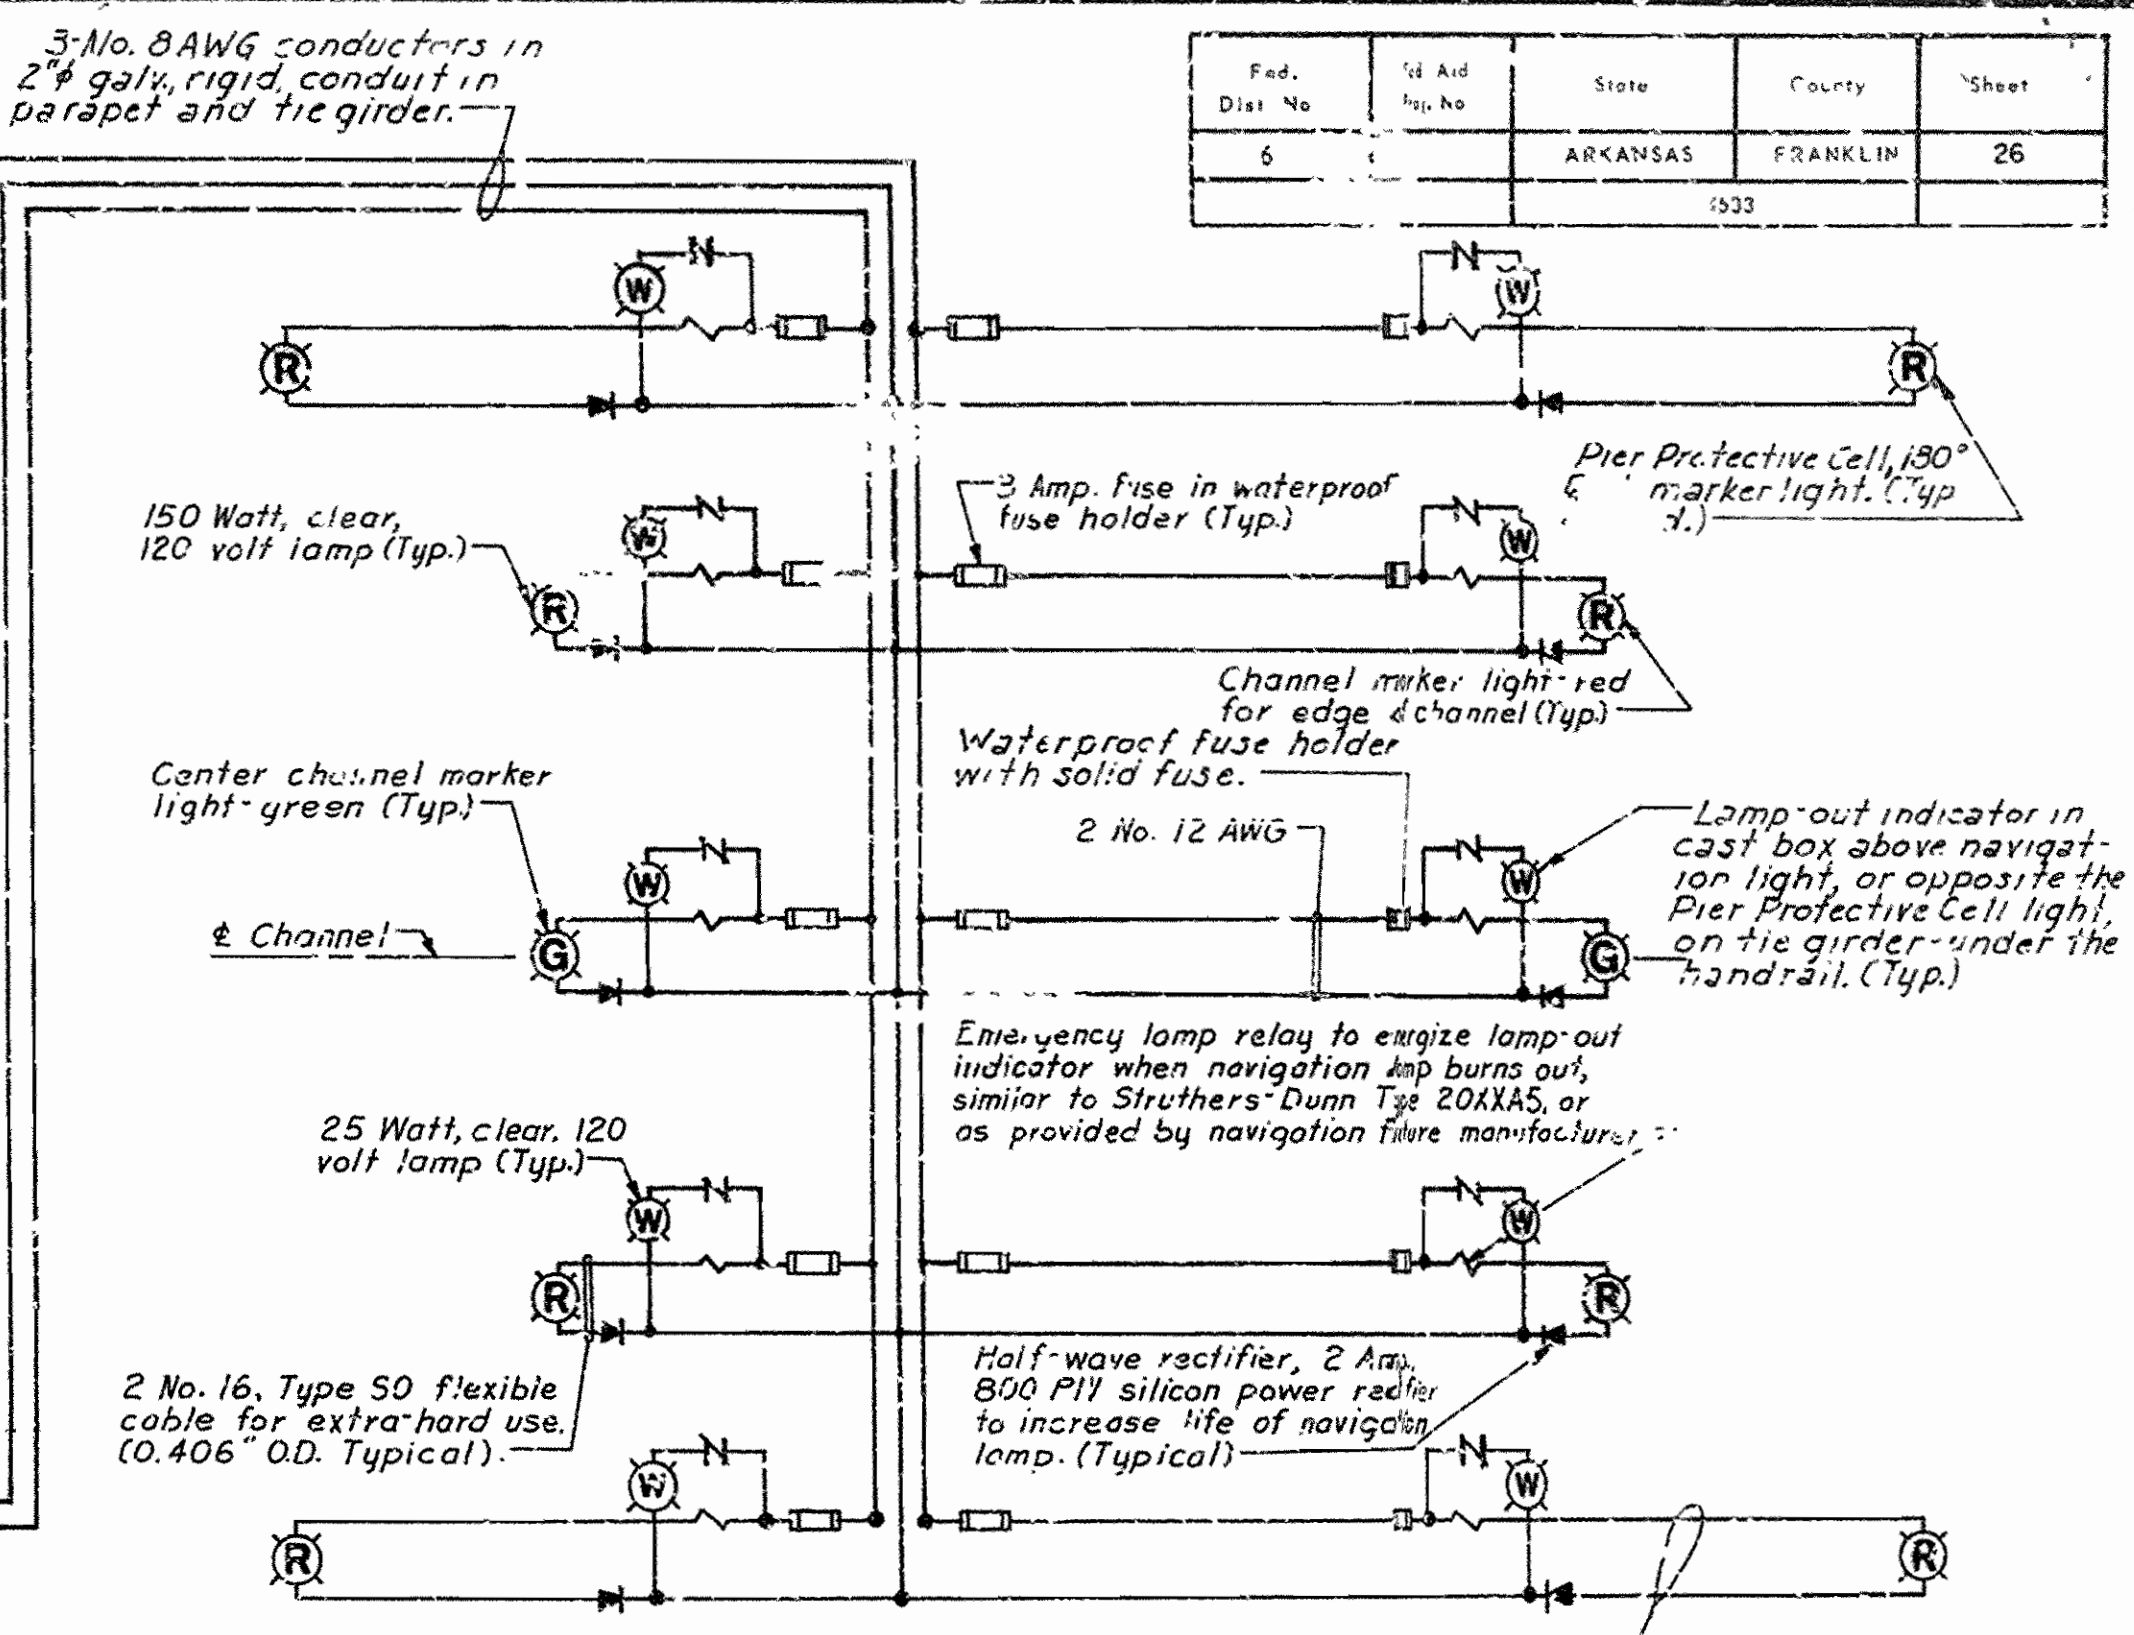 3-No. 8 AWG conductors in
2"ϕ galv., rigid, conduit in
parapet and tie girder.
Fed.
Dist No
Aid
No
State
County
Sheet
6
ARKANSAS
FRANKLIN
26
W
W
R
R
Pier Protective Cell, 180°
marker light. (Typ
150 Watt, clear,
120 volt lamp (Typ.)
3 Amp. fuse in waterproof
fuse holder (Typ.)
W
W
R
R
Channel marker light-red
for edge channel (Typ.)
Waterproof fuse holder
with solid fuse.
Center channel marker
light-green (Typ.)
2 No. 12 AWG
Lamp-out indicator in
cast box above navigat-
ion light, or opposite the
Pier Protective Cell light,
on tie girder-under the
handrail. (Typ.)
W
W
℄ Channel
G
G
Emergency lamp relay to energize lamp-out
indicator when navigation lamp burns out,
similar to Struthers-Dunn Type 20XXA5, or
as provided by navigation fixture manufacturer
25 Watt, clear, 120
volt lamp (Typ.)
W
W
R
R
Half-wave rectifier, 2 Amp,
800 PIV silicon power rectifier
to increase life of navigation
lamp. (Typical)
2 No. 16, Type SO flexible
cable for extra-hard use.
(0.406" O.D. Typical).
W
W
R
R